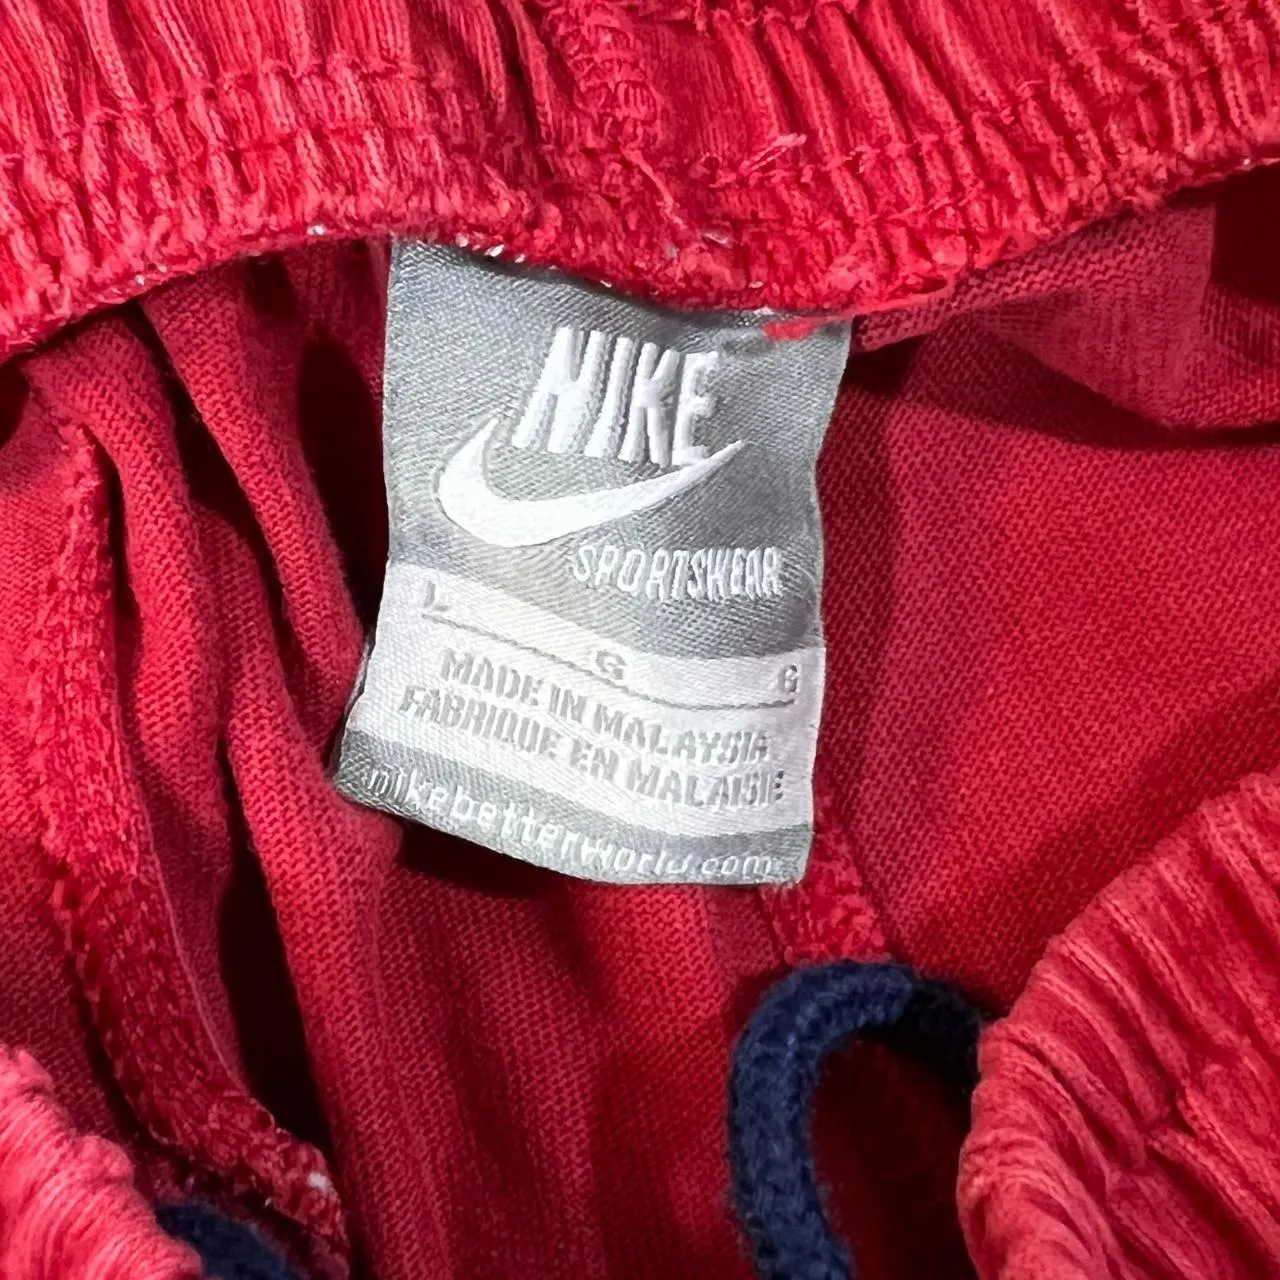 NIKE
SPORTSWEAR
L G G
MADE IN MALAYSIA
FABRIQUE EN MALAISIE
nikebetterworld.com